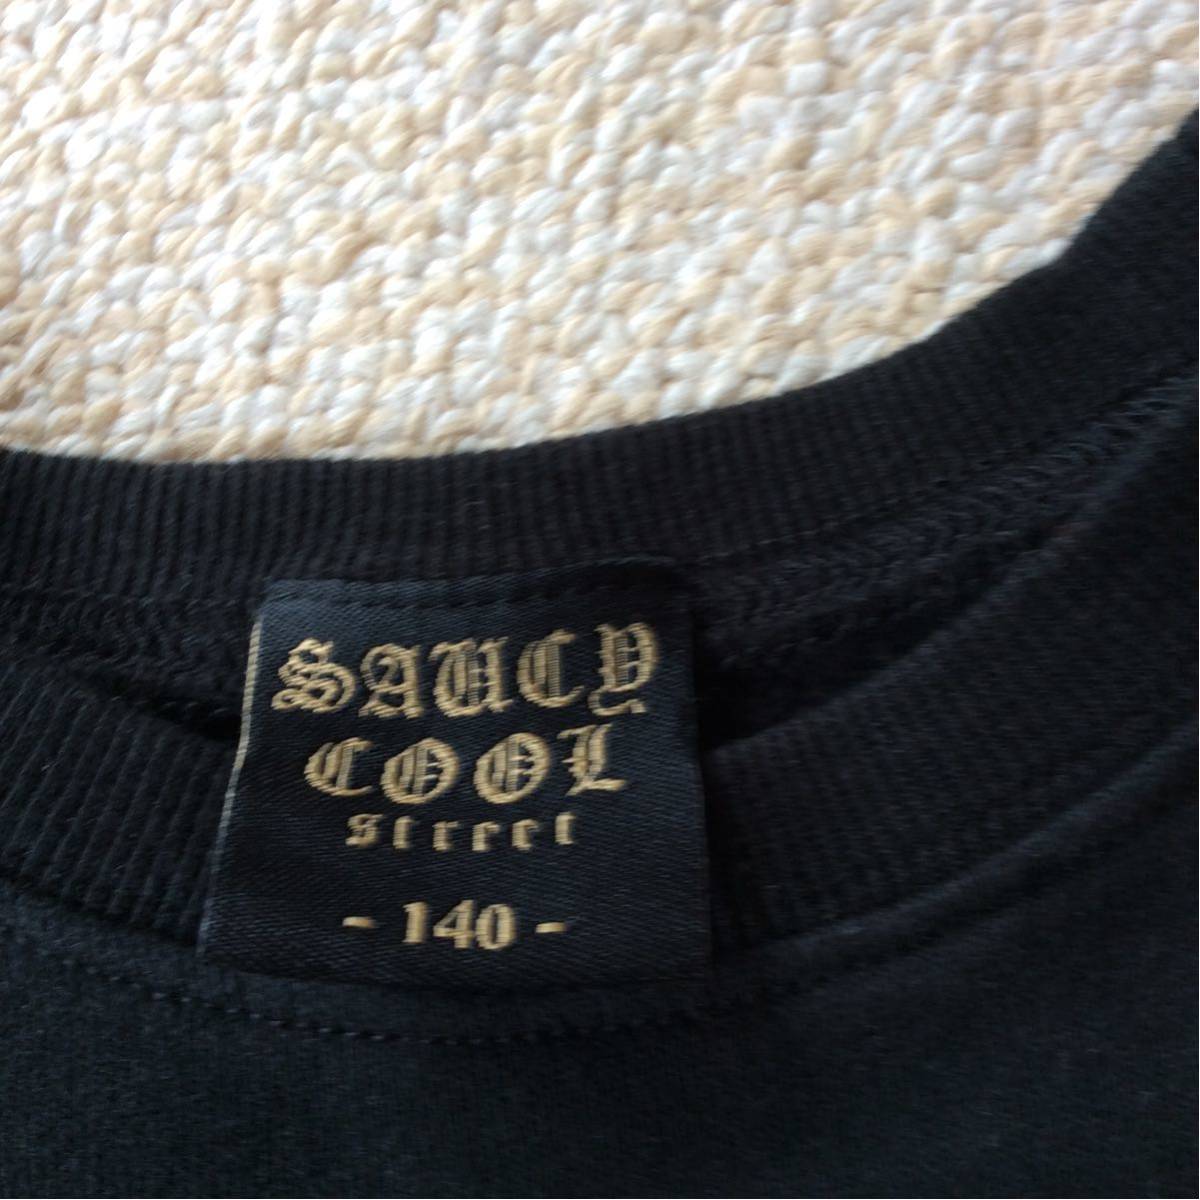 SAUCY
COOL
street
- 140 -